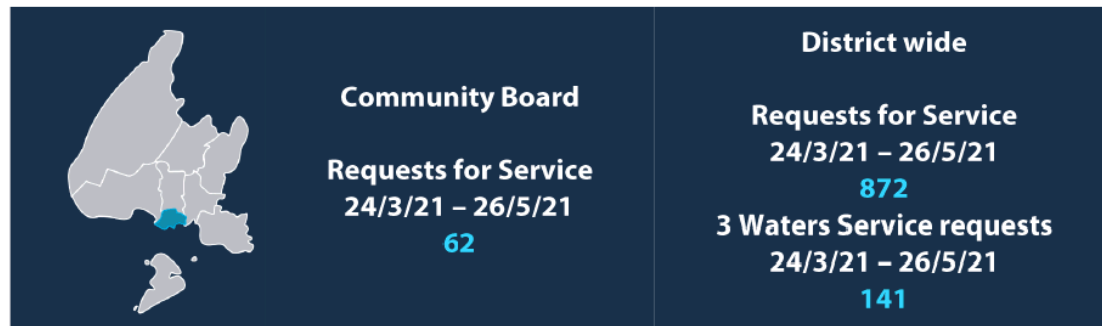 Community Board
Requests for Service
24/3/21 – 26/5/21
62
District wide
Requests for Service
24/3/21 – 26/5/21
872
3 Waters Service requests
24/3/21 – 26/5/21
141